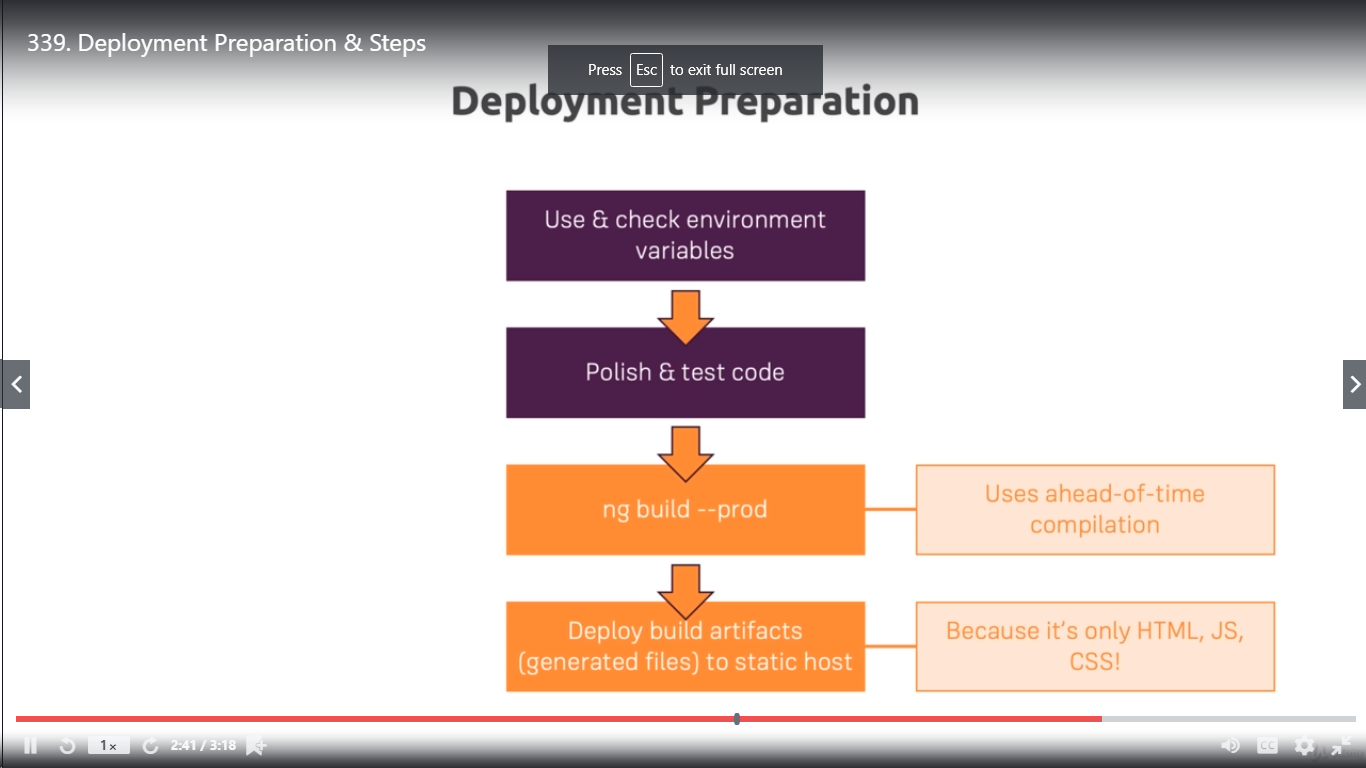 339. Deployment Preparation & Steps
Press Esc to exit full screen
Deployment Preparation
Use & check environment
variables
Polish & test code
ng build --prod
Uses ahead-of-time
compilation
Deploy build artifacts
(generated files) to static host
Because it's only HTML, JS,
CSS!
1x
2:41 / 3:18
CC